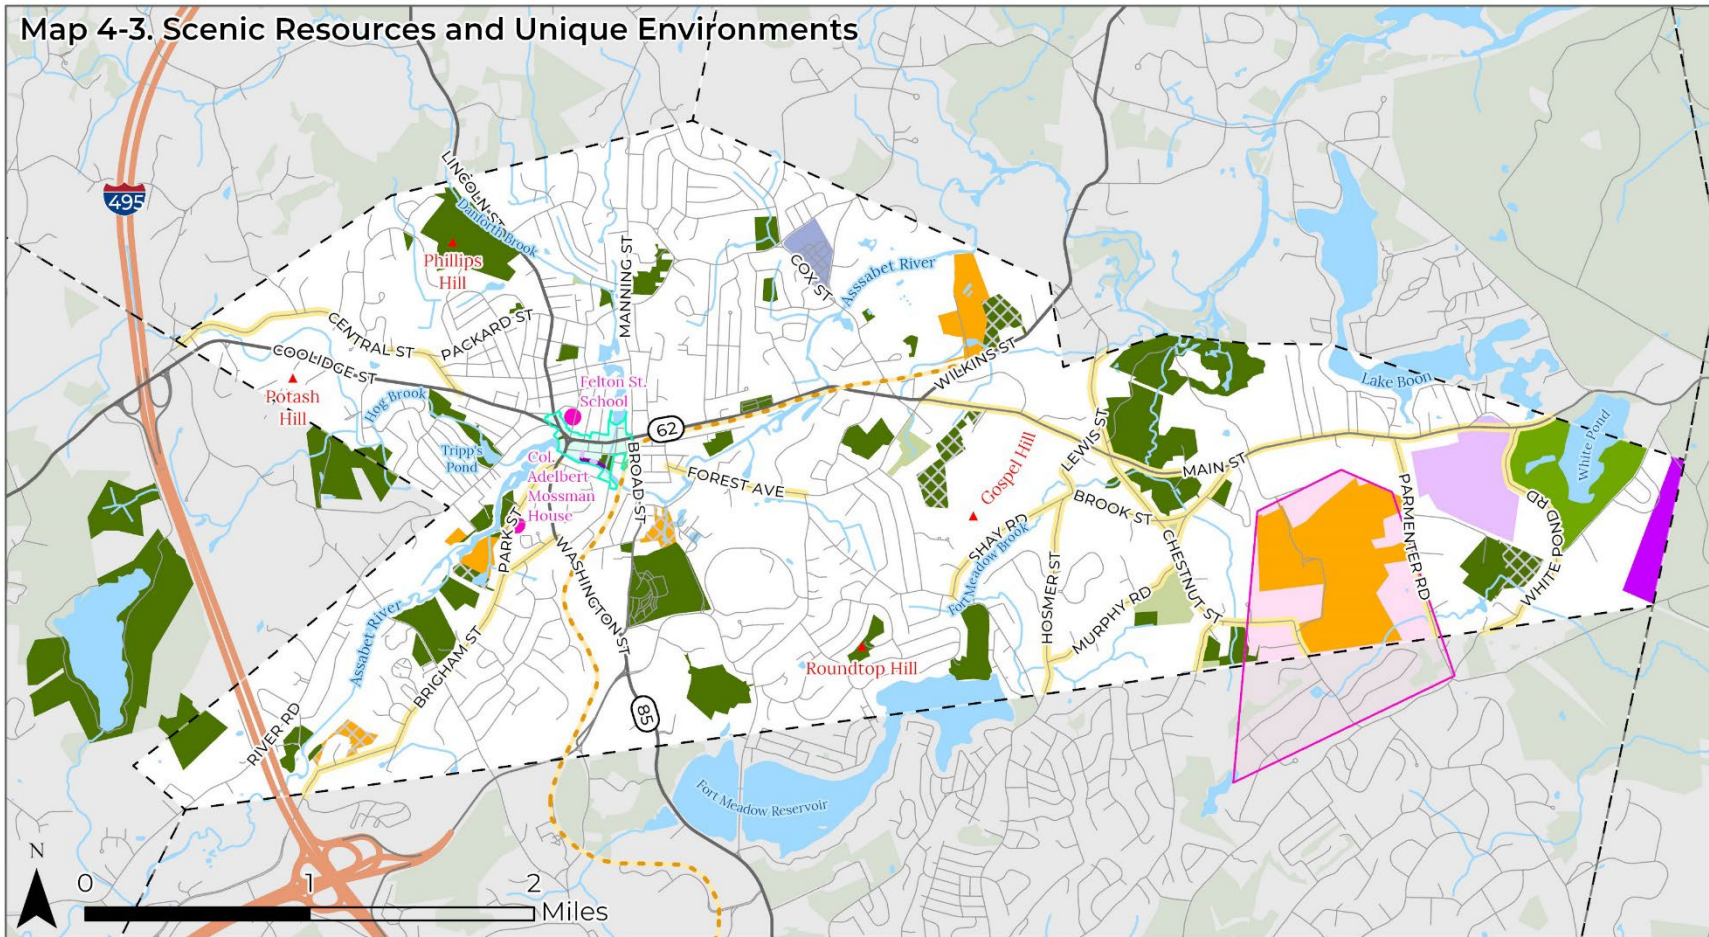 Map 4-3. Scenic Resources and Unique Environments
495
LINCOLN ST
Danforth Brook
Phillips
Hill
MANNING ST
COX ST
Asssabet River
CENTRAL ST
PACKARD ST
COOLIDGE ST
Potash
Hill
Hog Brook
Felton St.
School
WILKINS ST
Lake Boon
62
Tripp's
Pond
Col.
Adelbert
Mossman
House
BROAD ST
FOREST AVE
Gospel Hill
LEWIS ST
MAIN ST
White Pond
BROOK ST
PARMENTER RD
WHITE POND RD
PARK ST
WASHINGTON ST
SHAY RD
Fort Meadow Brook
HOSMER ST
CHESTNUT ST
MURPHY RD
Assabet River
BRIGHAM ST
Roundtop Hill
RIVER RD
85
Fort Meadow Reservoir
N
0 1 2
Miles